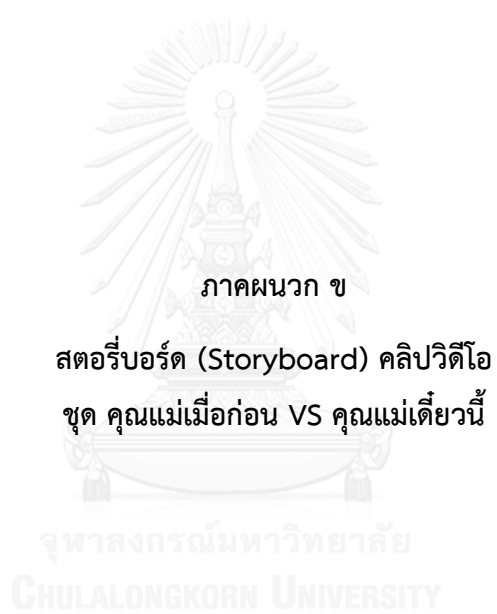 ภาคผนวก ข
สตอรี่บอร์ด (Storyboard) คลิปวิดีโอ
ชุด คุณแม่เมื่อก่อน VS คุณแม่เดี๋ยวนี้
จุฬาลงกรณ์มหาวิทยาลัย
CHULALONGKORN UNIVERSITY